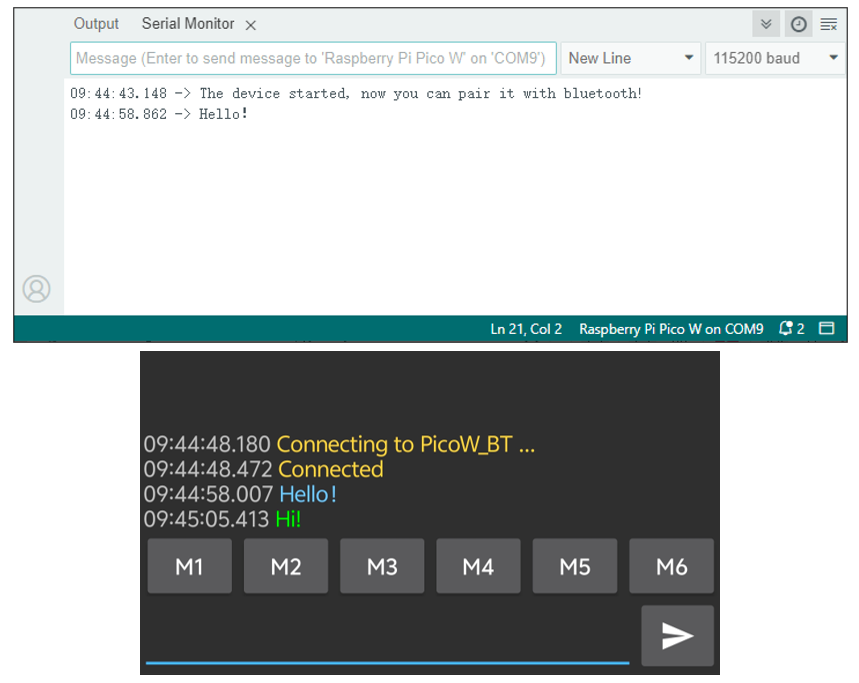 Output Serial Monitor
Message (Enter to send message to 'Raspberry Pi Pico W' on 'COM9') New Line 115200 baud
09:44:43.148 -> The device started, now you can pair it with bluetooth!
09:44:58.862 -> Hello!
Ln 21, Col 2 Raspberry Pi Pico W on COM9 2
09:44:48.180 Connecting to PicoW_BT ...
09:44:48.472 Connected
09:44:58.007 Hello!
09:45:05.413 Hi!
M1 M2 M3 M4 M5 M6